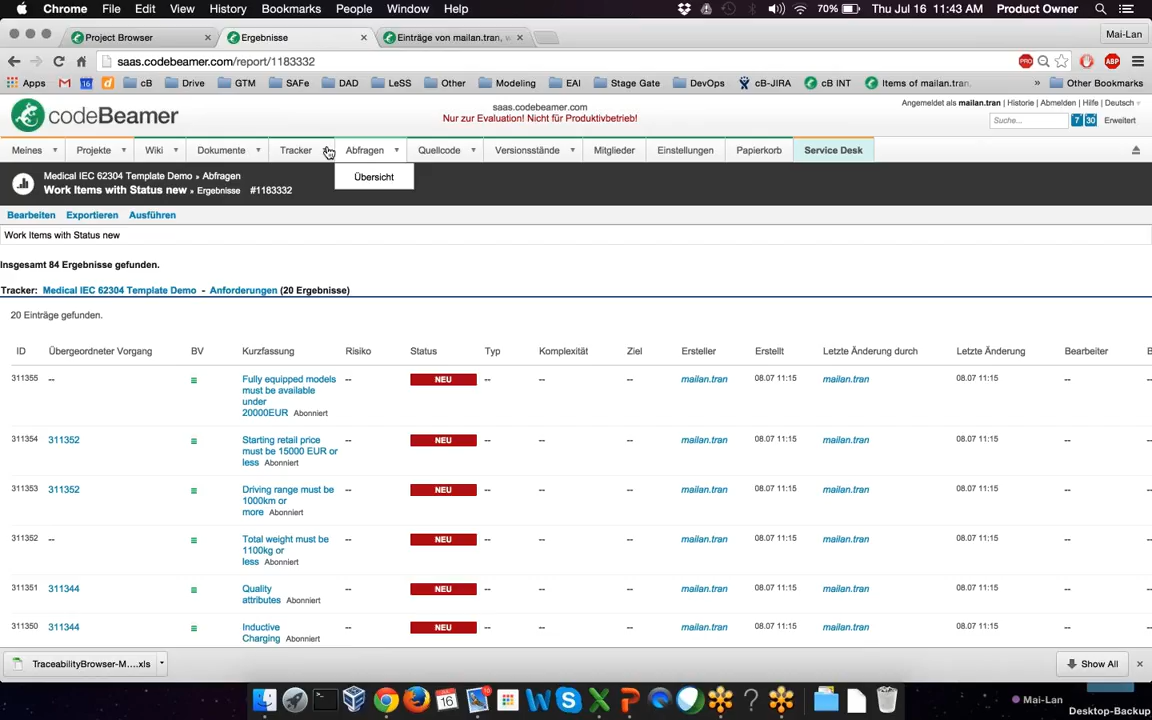 Chrome File Edit View History Bookmarks People Window Help 70% Thu Jul 16 11:43 AM Product Owner
Project Browser × Ergebnisse × Einträge von mailan.tran, v × Mai-Lan
saas.codebeamer.com/report/1183332 PRO ABP
Apps 16 cB Drive GTM SAFe DAD LeSS Other Modeling EAI Stage Gate DevOps cB-JIRA cB INT Items of mailan.tran, » Other Bookmarks
codeBeamer
saas.codebeamer.com
Nur zur Evaluation! Nicht für Produktivbetrieb!
Angemeldet als mailan.tran | Historie | Abmelden | Hilfe | Deutsch
Suche... 7 30 Erweitert
Meines Projekte Wiki Dokumente Tracker Abfragen Quellcode Versionsstände Mitglieder Einstellungen Papierkorb Service Desk
Übersicht
Medical IEC 62304 Template Demo » Abfragen
Work Items with Status new » Ergebnisse #1183332
Bearbeiten Exportieren Ausführen
Work Items with Status new
Insgesamt 84 Ergebnisse gefunden.
Tracker: Medical IEC 62304 Template Demo - Anforderungen (20 Ergebnisse)
20 Einträge gefunden.
ID Übergeordneter Vorgang BV Kurzfassung Risiko Status Typ Komplexität Ziel Ersteller Erstellt Letzte Änderung durch Letzte Änderung Bearbeiter B
311355 -- Fully equipped models -- NEU -- -- -- mailan.tran 08.07 11:15 mailan.tran 08.07 11:15 --
must be available
under
20000EUR Abonniert
311354 311352 Starting retail price -- NEU -- -- -- mailan.tran 08.07 11:15 mailan.tran 08.07 11:15 --
must be 15000 EUR or
less Abonniert
311353 311352 Driving range must be -- NEU -- -- -- mailan.tran 08.07 11:15 mailan.tran 08.07 11:15 --
1000km or
more Abonniert
311352 -- Total weight must be -- NEU -- -- -- mailan.tran 08.07 11:15 mailan.tran 08.07 11:15 --
1100kg or
less Abonniert
311351 311344 Quality -- NEU -- -- -- mailan.tran 08.07 11:15 mailan.tran 08.07 11:15 --
attributes Abonniert
311350 311344 Inductive -- NEU -- -- -- mailan.tran 08.07 11:15 mailan.tran 08.07 11:15 --
Charging Abonniert
TraceabilityBrowser-M....xls Show All ×
Mai-Lan
Desktop-Backup